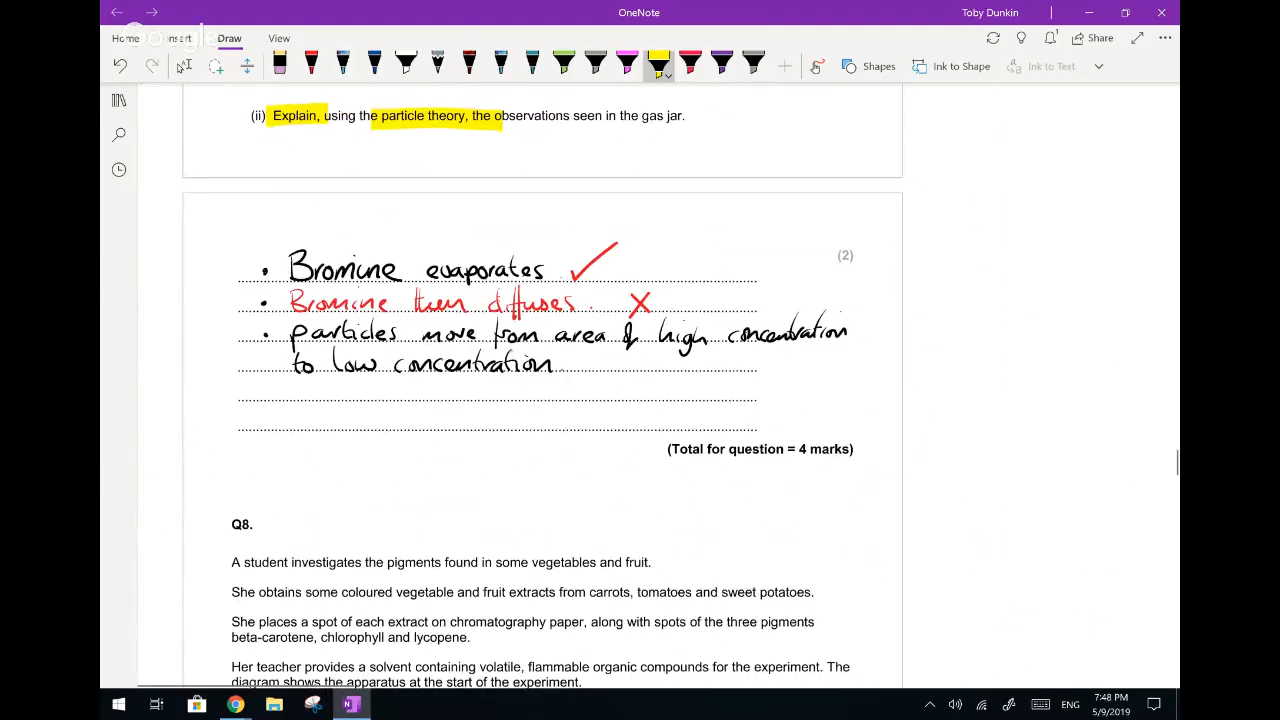 OneNote
Toby Dunkin
Google
Home
Insert
Draw
View
Share
Shapes
Ink to Shape
Ink to Text
(ii) Explain, using the particle theory, the observations seen in the gas jar.
(2)
• Bromine evaporates ✓
• Bromine then diffuses. X
• particles move from area of high concentration
to low concentration
(Total for question = 4 marks)
Q8.
A student investigates the pigments found in some vegetables and fruit.
She obtains some coloured vegetable and fruit extracts from carrots, tomatoes and sweet potatoes.
She places a spot of each extract on chromatography paper, along with spots of the three pigments
beta-carotene, chlorophyll and lycopene.
Her teacher provides a solvent containing volatile, flammable organic compounds for the experiment. The
diagram shows the apparatus at the start of the experiment.
ENG
7:48 PM
5/9/2019